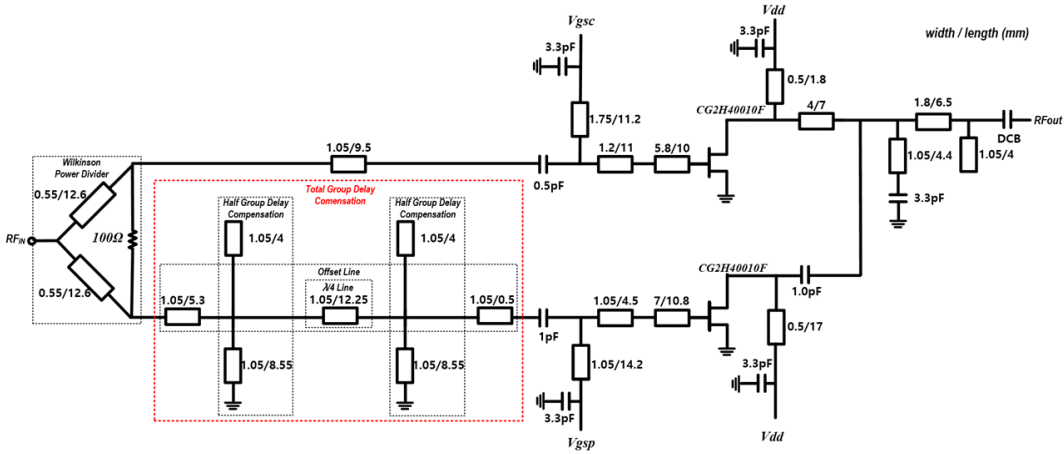 Vgsc
Vdd
width / length (mm)
3.3pF
3.3pF
0.5/1.8
1.75/11.2
CG2H40010F
4/7
1.8/6.5
RFout
DCB
1.05/9.5
1.2/11
5.8/10
1.05/4.4
1.05/4
0.5pF
3.3pF
Wilkinson
Power Divider
0.55/12.6
100Ω
RFIN
0.55/12.6
Total Group Delay
Comensation
Half Group Delay
Compensation
Half Group Delay
Compensation
1.05/4
1.05/4
Offset Line
λ/4 Line
1.05/5.3
1.05/12.25
1.05/0.5
1.05/8.55
1.05/8.55
CG2H40010F
1.0pF
1.05/4.5
7/10.8
1pF
0.5/17
1.05/14.2
3.3pF
3.3pF
Vgsp
Vdd